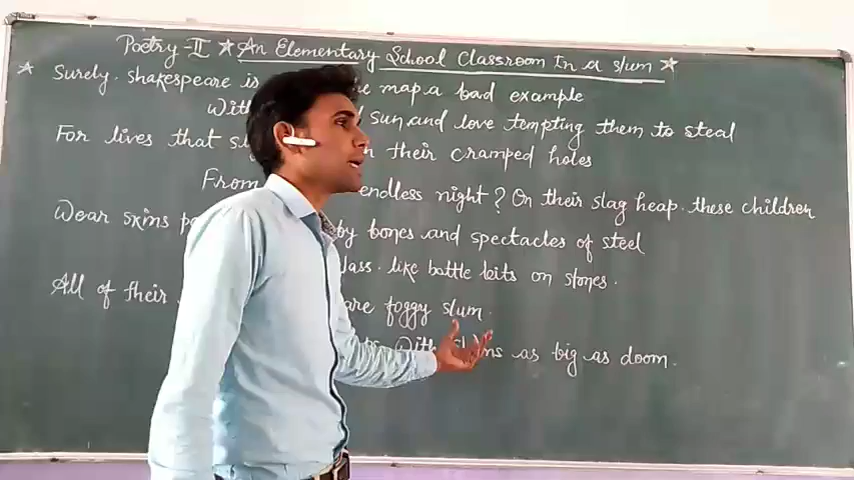 Poetry-II ★ An Elementary School Classroom In a slum ★
★ Surely. shakespeare is map.a bad example
With sun.and love tempting them to steal
For lives that their cramped holes
From endless night? On their slag heap. these children
Wear skins by bones and spectacles of steel
like battle bits on stones.
All of their are foggy slum.
with as big as doom.